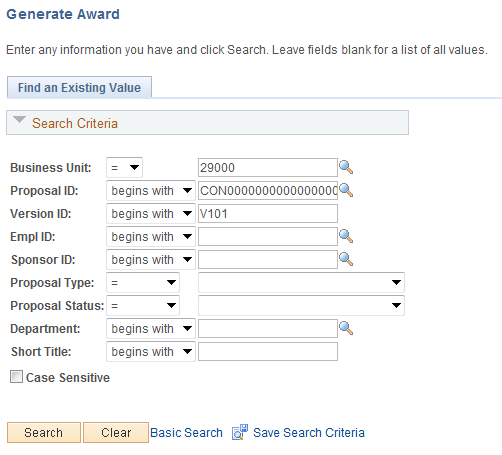 Generate Award
Enter any information you have and click Search. Leave fields blank for a list of all values.
Find an Existing Value
Search Criteria
Business Unit: = 29000
Proposal ID: begins with CON0000000000000000
Version ID: begins with V101
Empl ID: begins with
Sponsor ID: begins with
Proposal Type: =
Proposal Status: =
Department: begins with
Short Title: begins with
Case Sensitive
Search Clear Basic Search Save Search Criteria